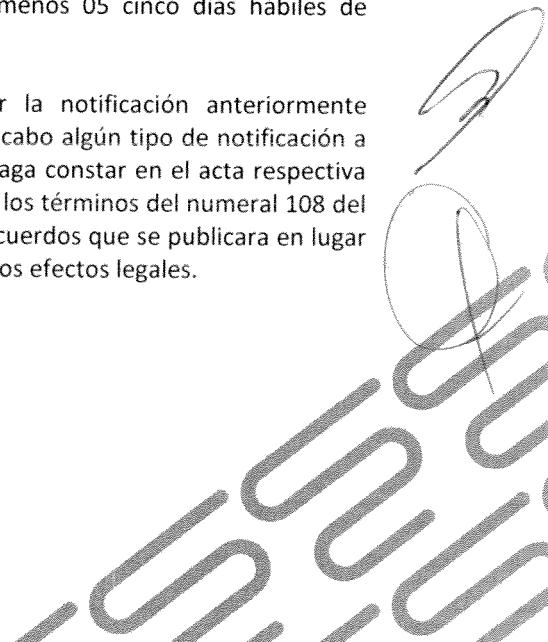 menos 05 cinco días hábiles de
r la notificación anteriormente
cabo algún tipo de notificación a
aga constar en el acta respectiva
los términos del numeral 108 del
cuerdos que se publicara en lugar
os efectos legales.